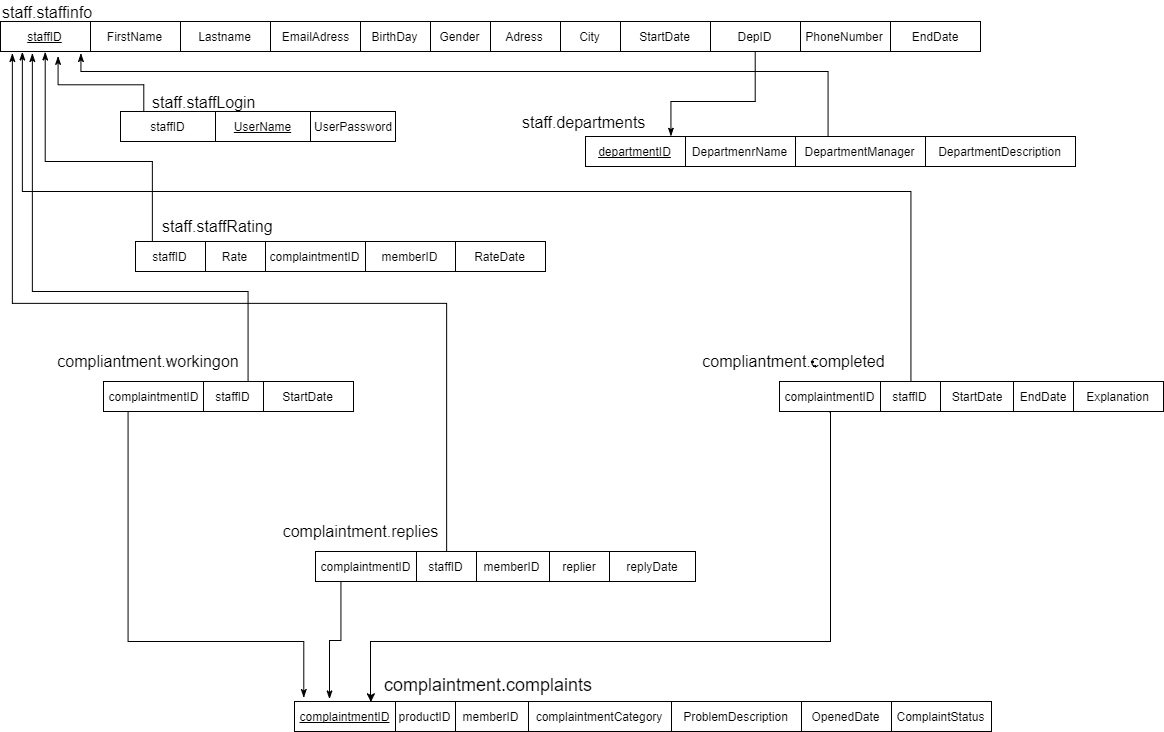 staff.staffinfo
staffID FirstName Lastname EmailAdress BirthDay Gender Adress City StartDate DepID PhoneNumber EndDate
staff.staffLogin
staffID UserName UserPassword
staff.departments
departmentID DepartmenrName DepartmentManager DepartmentDescription
staff.staffRating
staffID Rate complaintmentID memberID RateDate
compliantment.workingon
complaintmentID staffID StartDate
compliantment.completed
complaintmentID staffID StartDate EndDate Explanation
complaintment.replies
complaintmentID staffID memberID replier replyDate
complaintment.complaints
complaintmentID productID memberID complaintmentCategory ProblemDescription OpenedDate ComplaintStatus